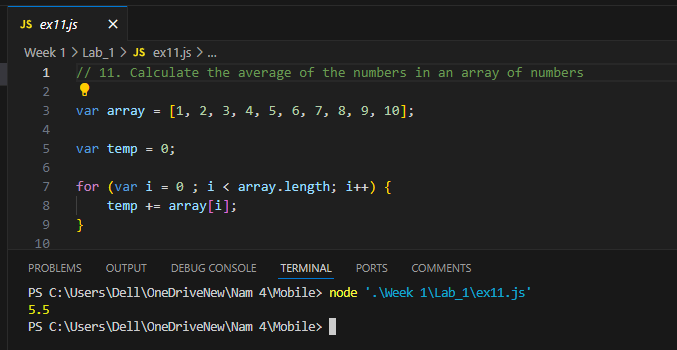 JS ex11.js ×
Week 1 > Lab_1 > JS ex11.js > ...
1 // 11. Calculate the average of the numbers in an array of numbers
2
3 var array = [1, 2, 3, 4, 5, 6, 7, 8, 9, 10];
4
5 var temp = 0;
6
7 for (var i = 0 ; i < array.length; i++) {
8     temp += array[i];
9 }
10
PROBLEMS OUTPUT DEBUG CONSOLE TERMINAL PORTS COMMENTS
PS C:\Users\Dell\OneDriveNew\Nam 4\Mobile> node '.\Week 1\Lab_1\ex11.js'
5.5
PS C:\Users\Dell\OneDriveNew\Nam 4\Mobile>